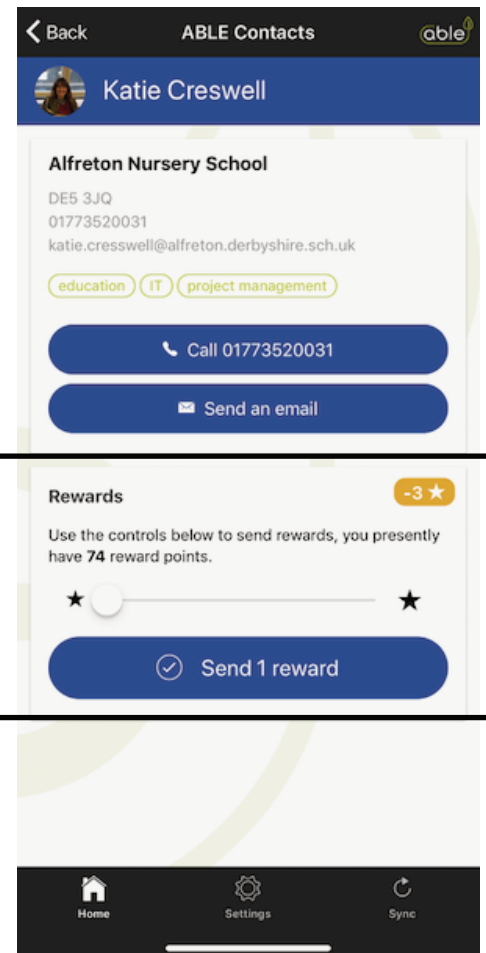 Back
ABLE Contacts
able
Katie Creswell
Alfreton Nursery School
DE5 3JQ
01773520031
katie.cresswell@alfreton.derbyshire.sch.uk
education IT project management
Call 01773520031
Send an email
Rewards
-3 ★
Use the controls below to send rewards, you presently
have 74 reward points.
Send 1 reward
Home Settings Sync